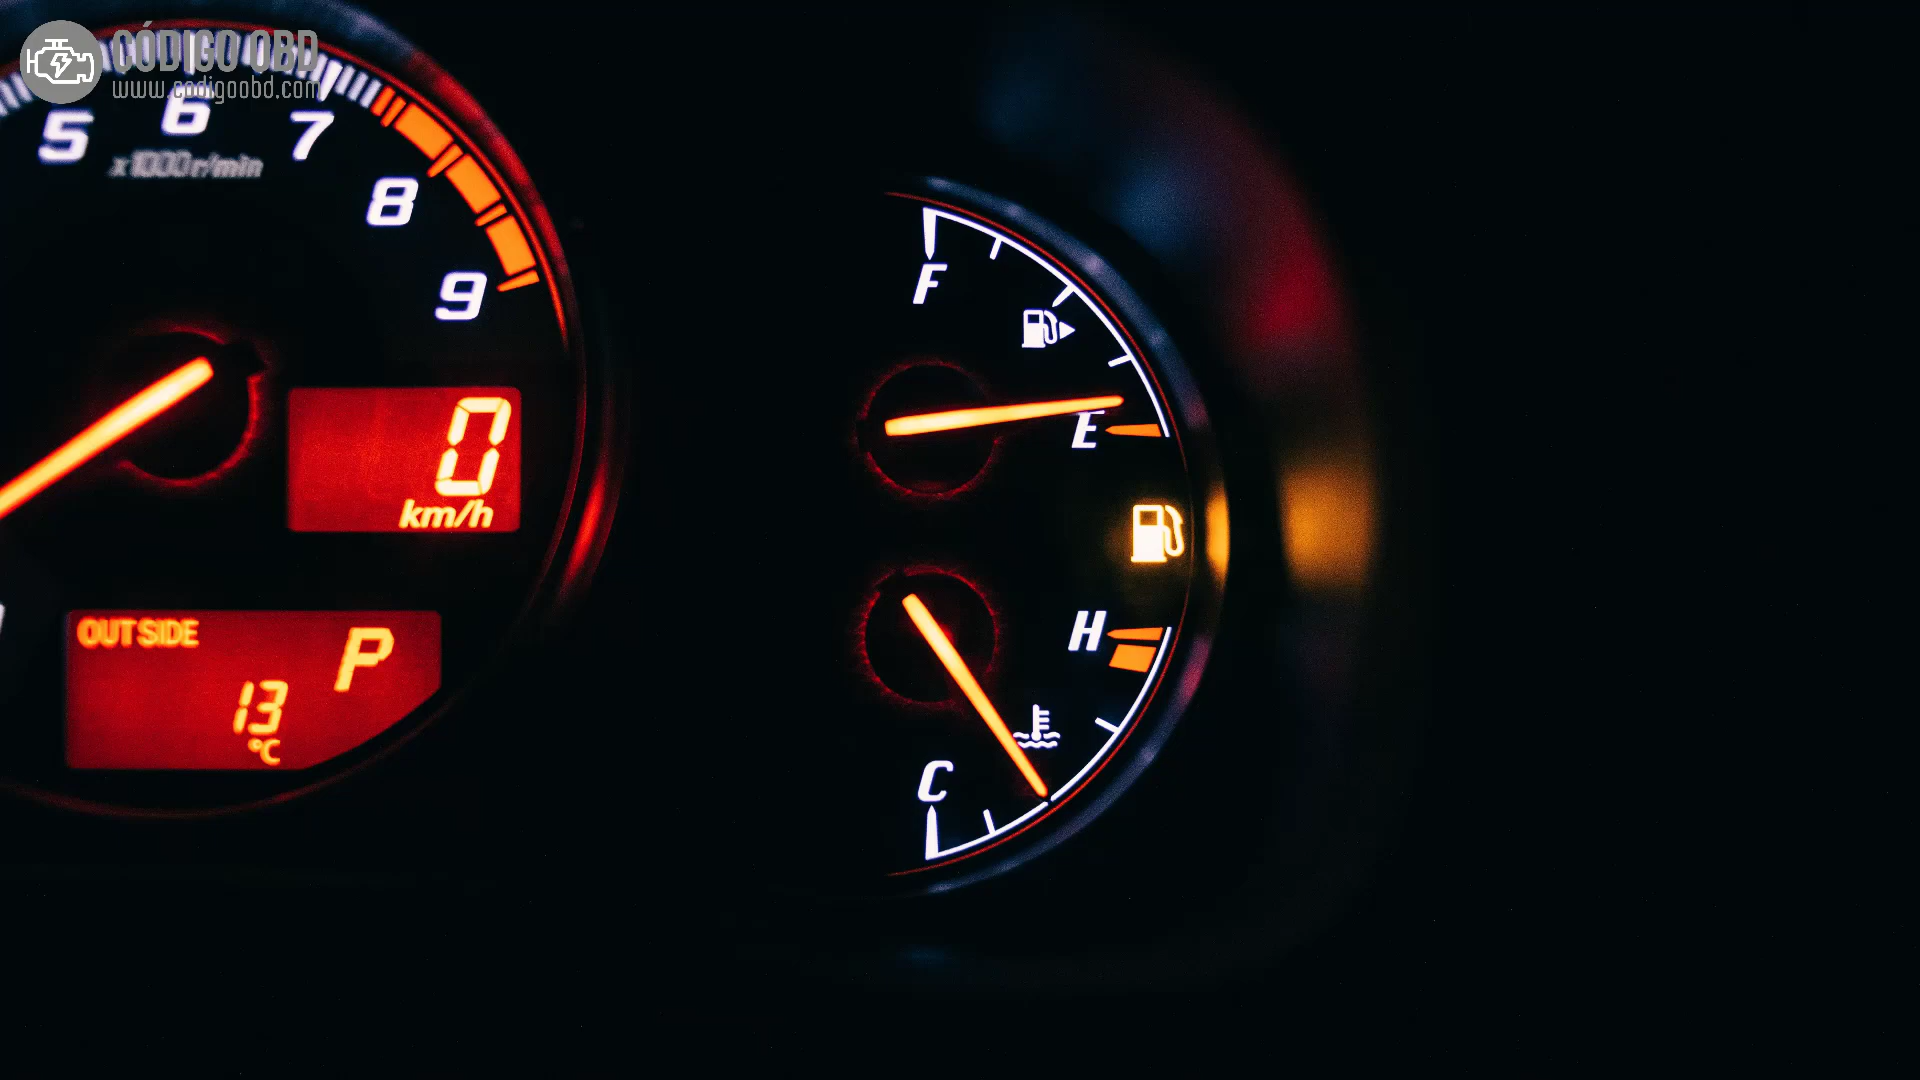 CÓDIGO OBD
www.codigoobd.com
5 6 7 8 9
x1000r/min
0
km/h
OUTSIDE
P
13
°C
F
E
H
C